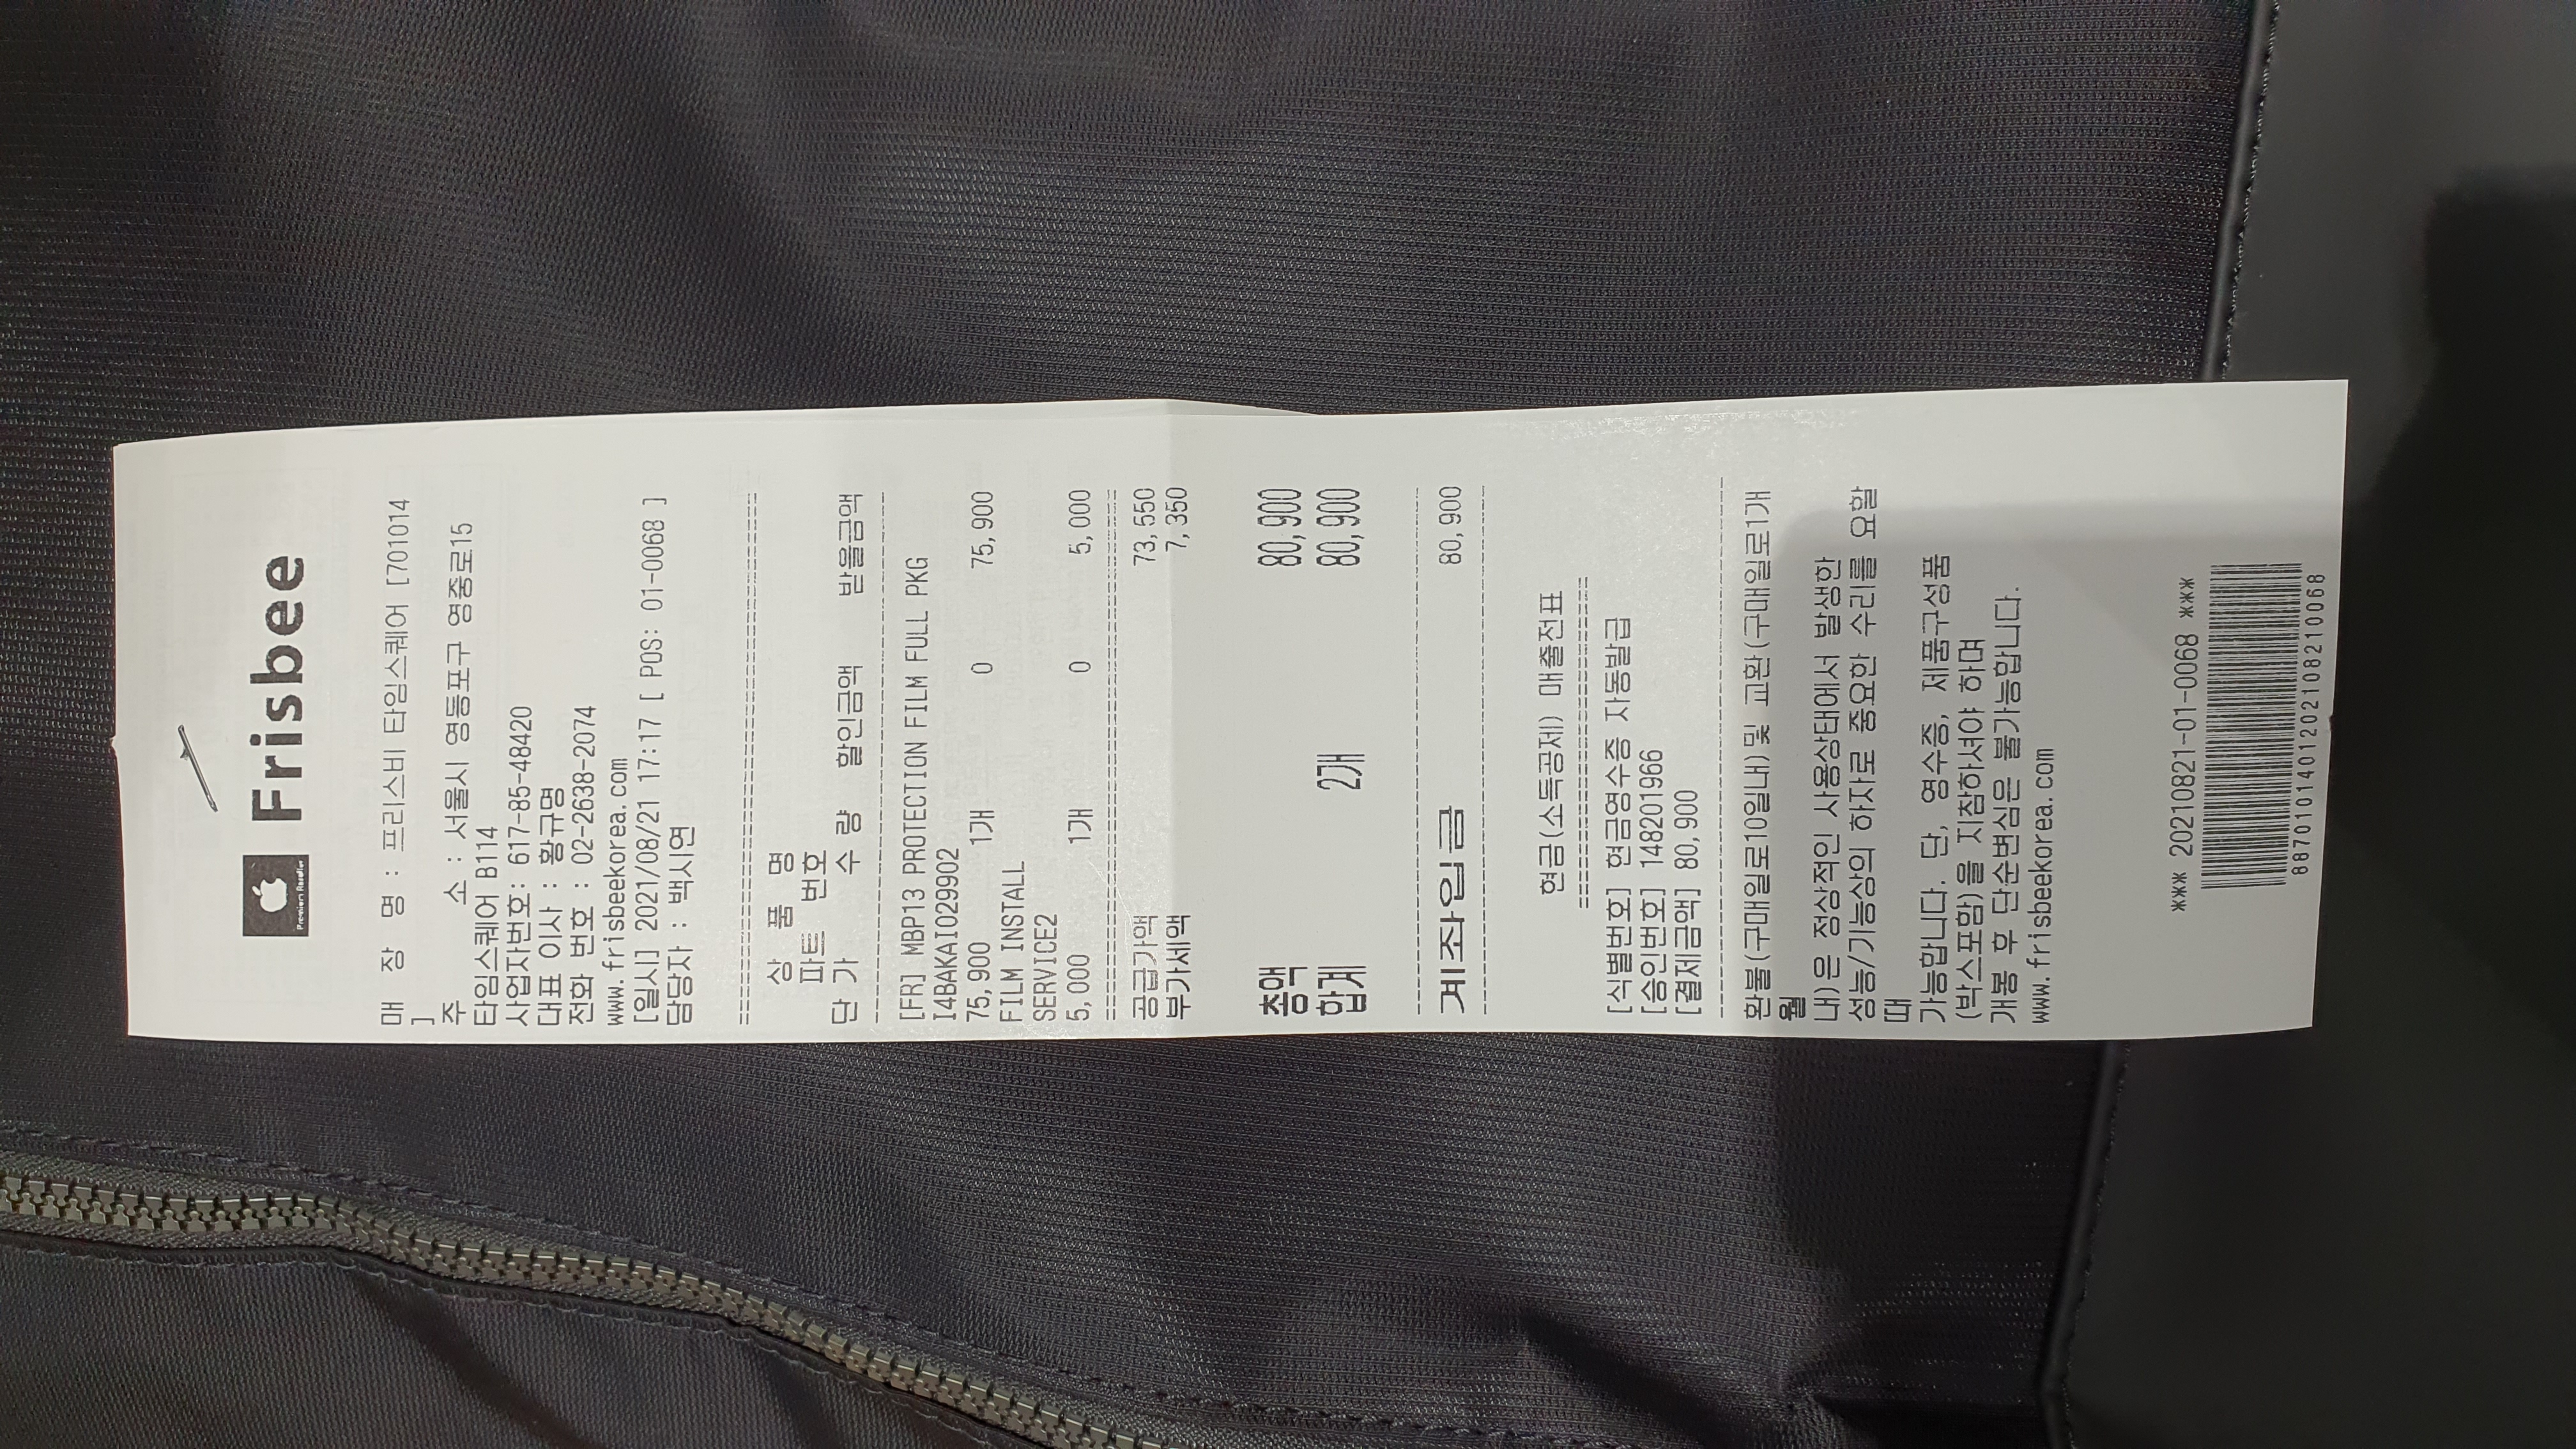 Premium Reseller
Frisbee
매 장 명 : 프리스비 타임스퀘어 [701014
]
주 소 : 서울시 영등포구 영중로15
타임스퀘어 B114
사업자번호: 617-85-48420
대표 이사 : 황규명
전화 번호 : 02-2638-2074
www.frisbeekorea.com
[일시] 2021/08/21 17:17 [ POS: 01-0068 ]
담당자 : 백시연
========================================
상 품 명
파트 번호
단 가 수 량 할인금액 받을금액
----------------------------------------
[FR] MBP13 PROTECTION FILM FULL PKG
I4BAKAI029902
75,900 1개 0 75,900
FILM INSTALL
SERVICE2
5,000 1개 0 5,000
========================================
공급가액 73,550
부가세액 7,350
총액 80,900
합계 2개 80,900
----------------------------------------
계좌입금 80,900
----------------------------------------
현금(소득공제) 매출전표
=========================
[식별번호] 현금영수증 자동발급
[승인번호] 148201966
[결제금액] 80,900
----------------------------------------
환불(구매일로10일내)및 교환(구매일로1개
월
내)은 정상적인 사용상태에서 발생한
성능/기능상의 하자로 중요한 수리를 요할
때
가능합니다. 단, 영수증, 제품구성품
(박스포함)을 지참하셔야 하며
개봉 후 단순변심은 불가능합니다.
www.frisbeekorea.com
*** 20210821-01-0068 ***
8870101401202108210068